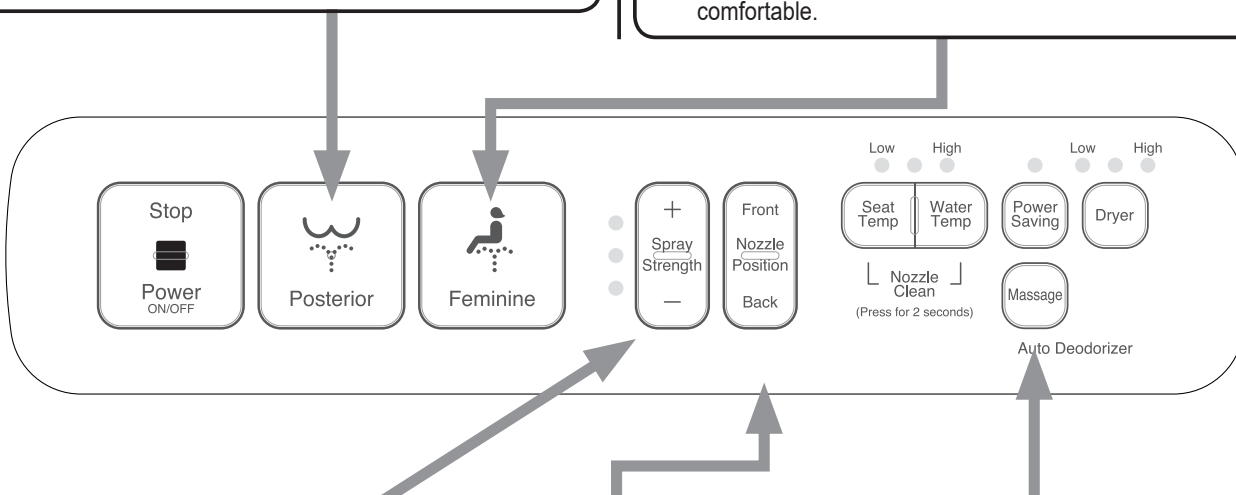 comfortable.
Stop
Power
ON/OFF
Posterior
Feminine
+
Spray
Strength
—
Front
Nozzle
Position
Back
Low High
Seat
Temp
Water
Temp
Nozzle
Clean
(Press for 2 seconds)
Low High
Power
Saving
Dryer
Massage
Auto Deodorizer